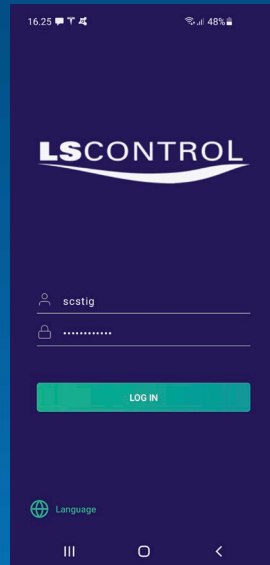 16.25 48%
LSCONTROL
scstig
............
LOG IN
Language